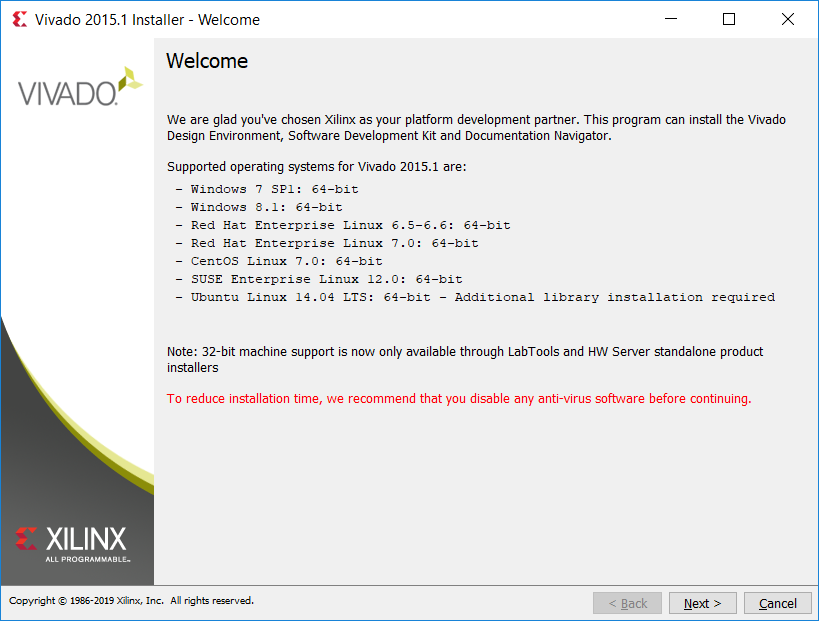 Vivado 2015.1 Installer - Welcome
VIVADO.
Welcome
We are glad you've chosen Xilinx as your platform development partner. This program can install the Vivado
Design Environment, Software Development Kit and Documentation Navigator.
Supported operating systems for Vivado 2015.1 are:
- Windows 7 SP1: 64-bit
- Windows 8.1: 64-bit
- Red Hat Enterprise Linux 6.5-6.6: 64-bit
- Red Hat Enterprise Linux 7.0: 64-bit
- CentOS Linux 7.0: 64-bit
- SUSE Enterprise Linux 12.0: 64-bit
- Ubuntu Linux 14.04 LTS: 64-bit - Additional library installation required
Note: 32-bit machine support is now only available through LabTools and HW Server standalone product
installers
To reduce installation time, we recommend that you disable any anti-virus software before continuing.
XILINX
ALL PROGRAMMABLE™
Copyright © 1986-2019 Xilinx, Inc. All rights reserved.
< Back
Next >
Cancel